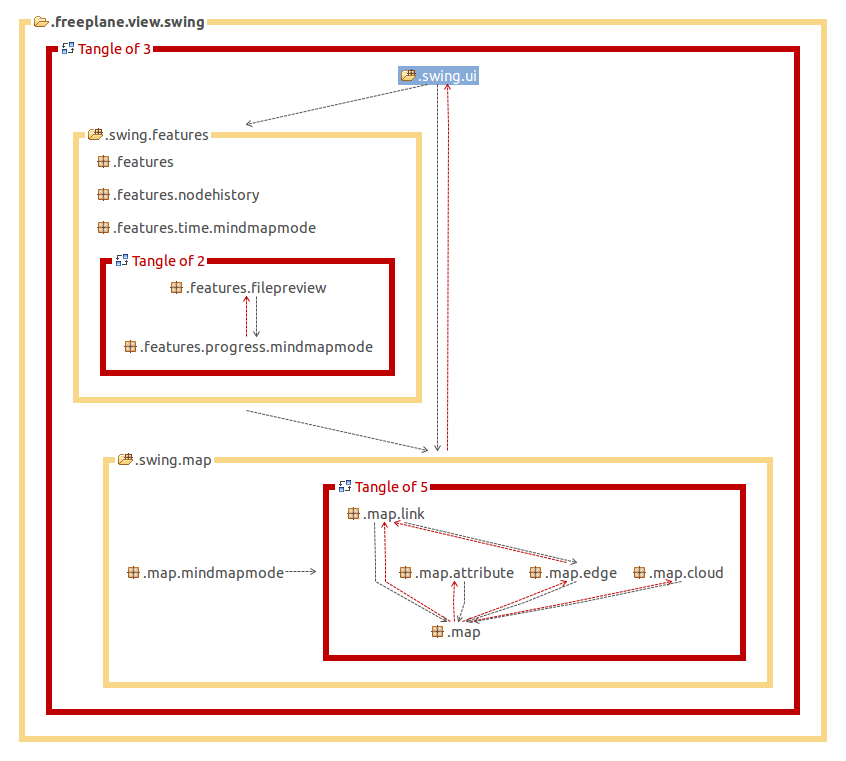 .freeplane.view.swing
Tangle of 3
.swing.ui
.swing.features
.features
.features.nodehistory
.features.time.mindmapmode
Tangle of 2
.features.filepreview
.features.progress.mindmapmode
.swing.map
Tangle of 5
.map.link
.map.mindmapmode
.map.attribute
.map.edge
.map.cloud
.map